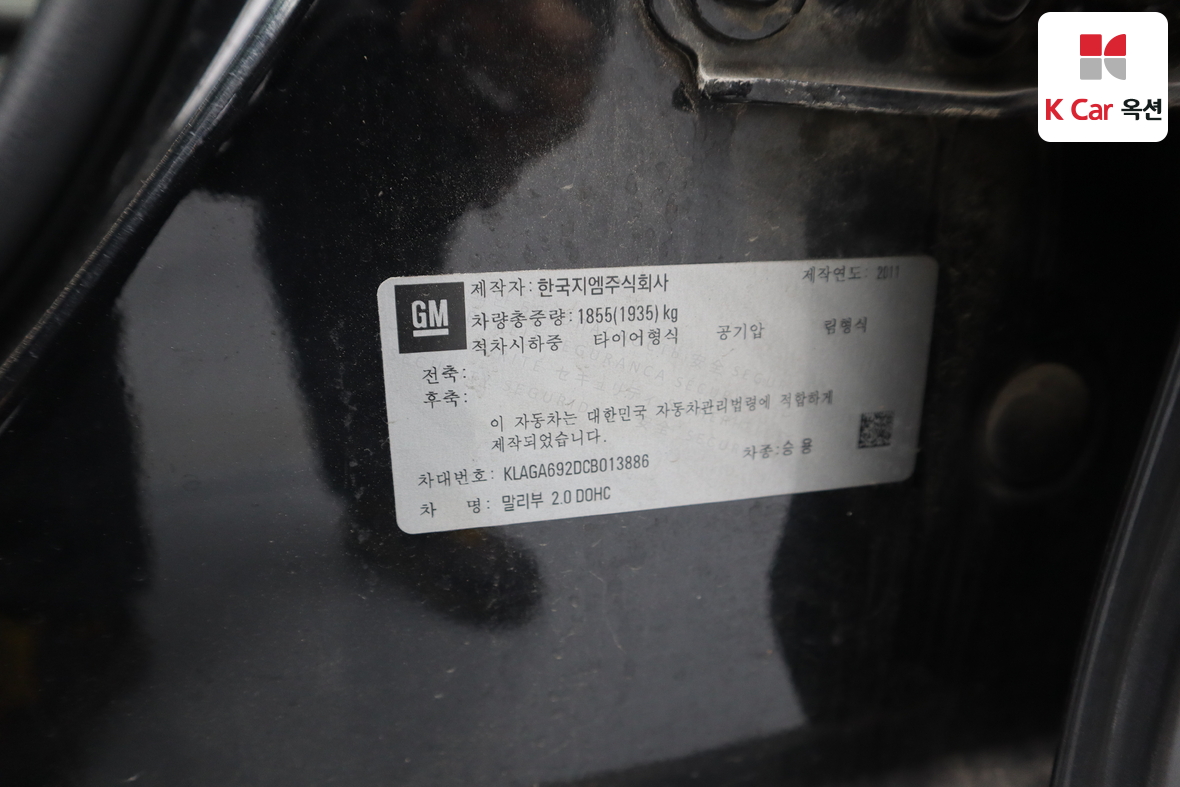 K Car 옥션
GM
제작자: 한국지엠주식회사 제작연도: 2011
차량총중량: 1855(1935) kg
적차시하중 타이어형식 공기압 림형식
전축:
후축:
이 자동차는 대한민국 자동차관리법령에 적합하게
제작되었습니다.
차대번호: KLAGA692DCB013886 차종:승용
차 명: 말리부 2.0 DOHC